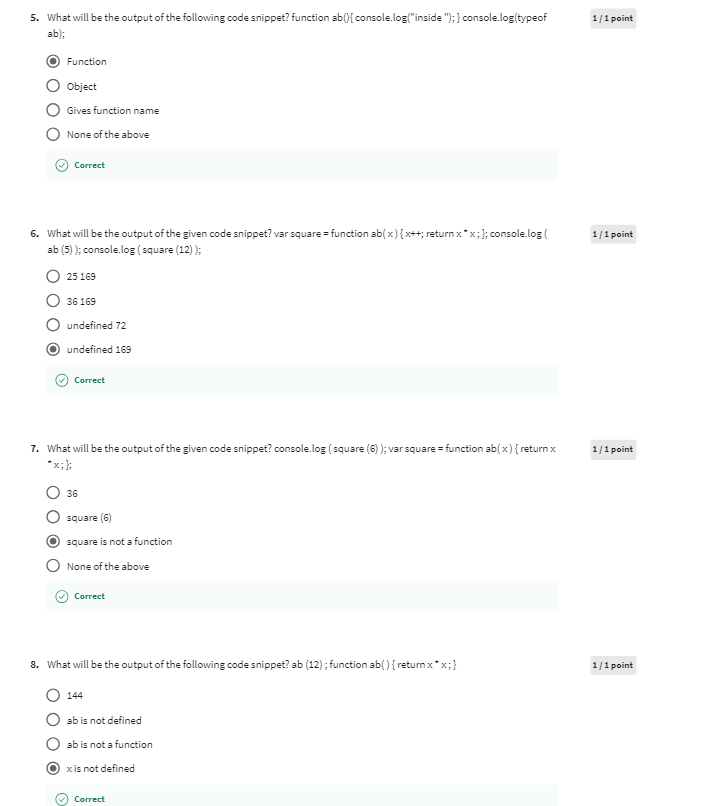 5. What will be the output of the following code snippet? function ab(){ console.log("inside "); } console.log(typeof
ab);
1 / 1 point
Function
Object
Gives function name
None of the above
Correct
6. What will be the output of the given code snippet? var square = function ab( x ) { x++; return x * x ; }; console.log (
ab (5) ); console.log ( square (12) );
1 / 1 point
25 169
36 169
undefined 72
undefined 169
Correct
7. What will be the output of the given code snippet? console.log ( square (6) ); var square = function ab( x ) { return x
* x ; };
1 / 1 point
36
square (6)
square is not a function
None of the above
Correct
8. What will be the output of the following code snippet? ab (12) ; function ab( ) { return x * x ; }
1 / 1 point
144
ab is not defined
ab is not a function
x is not defined
Correct